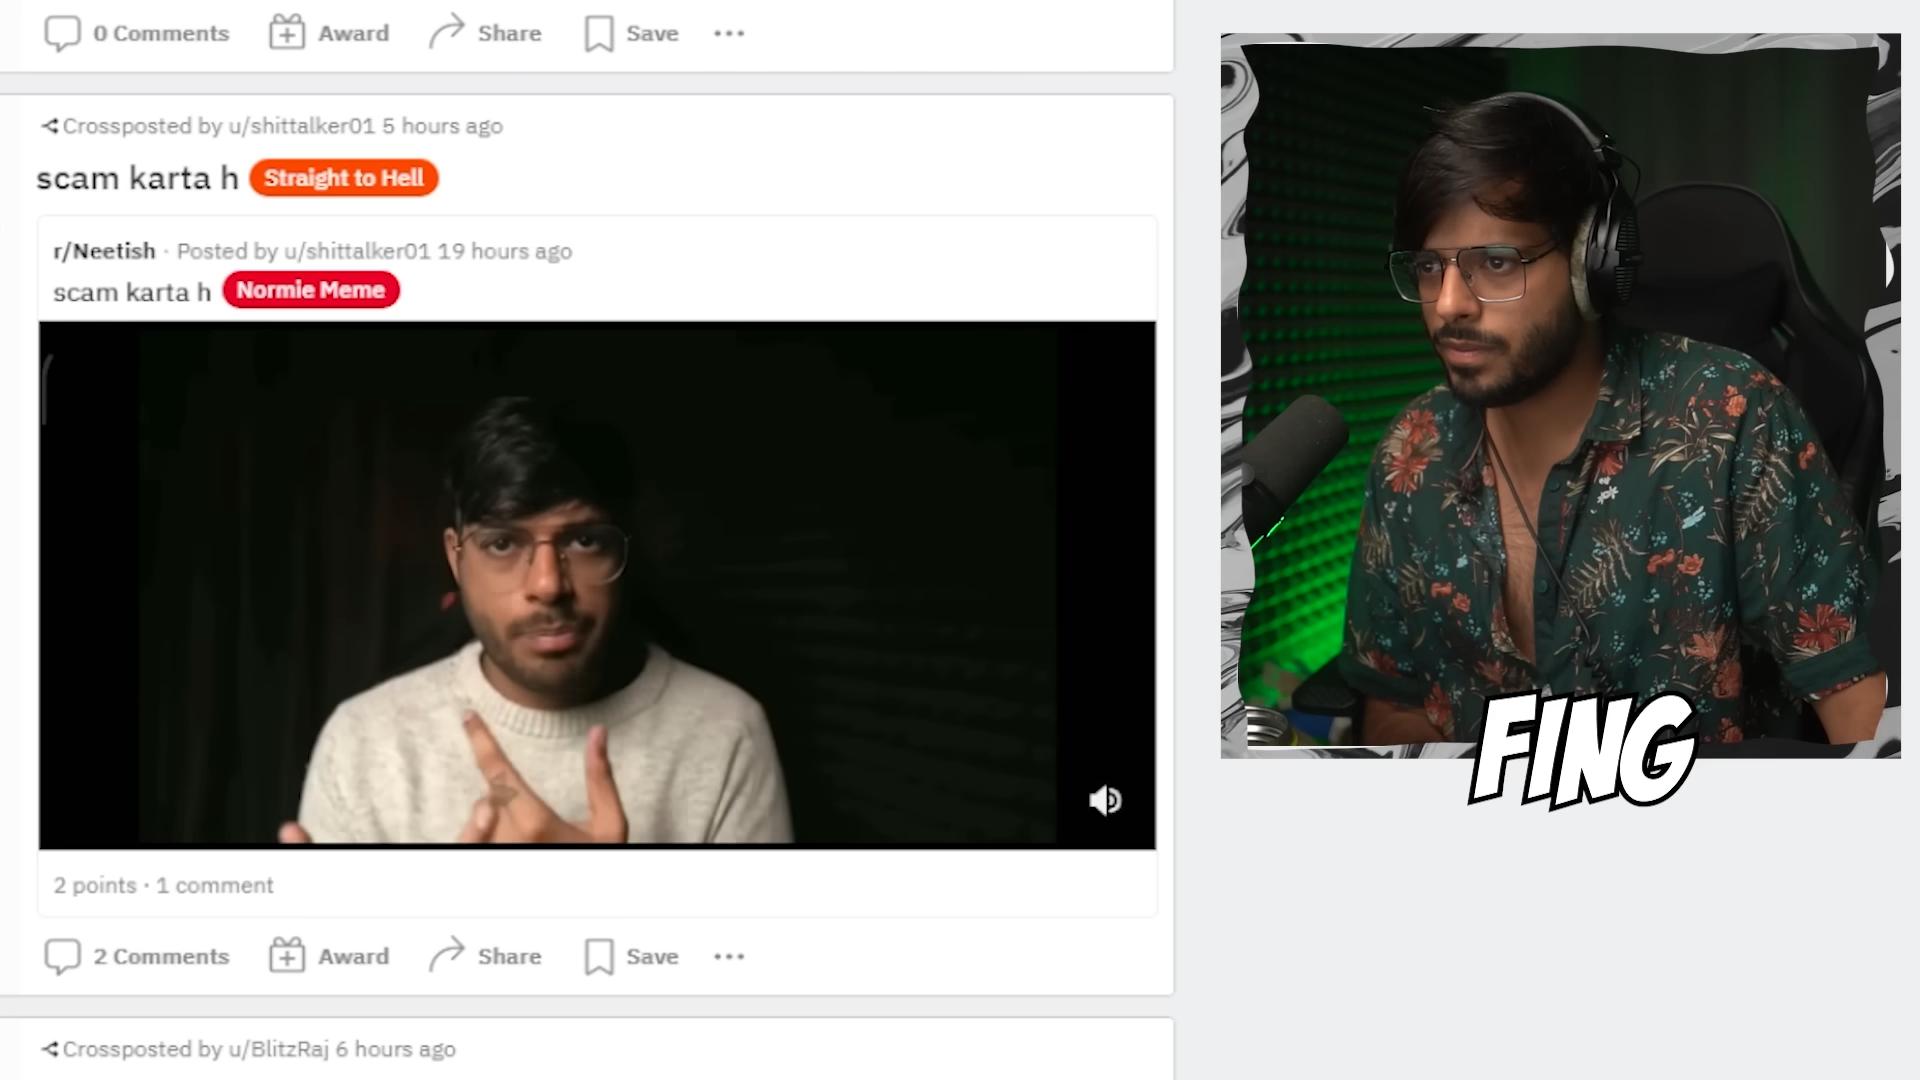 0 Comments Award Share Save
Crossposted by u/shittalker01 5 hours ago
scam karta h Straight to Hell
r/Neetish · Posted by u/shittalker01 19 hours ago
scam karta h Normie Meme
2 points · 1 comment
2 Comments Award Share Save
Crossposted by u/BlitzRaj 6 hours ago
FING